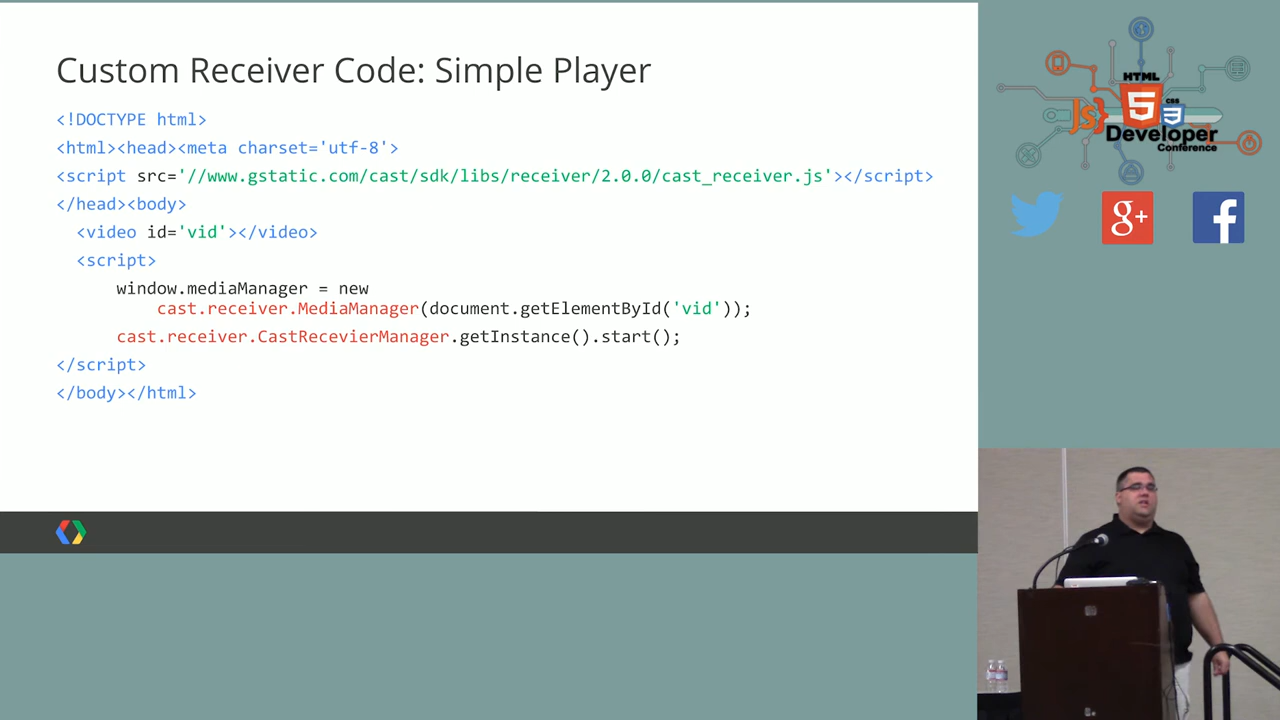 Custom Receiver Code: Simple Player
<!DOCTYPE html>
<html><head><meta charset='utf-8'>
<script src='//www.gstatic.com/cast/sdk/libs/receiver/2.0.0/cast_receiver.js'></script>
</head><body>
<video id='vid'></video>
<script>
window.mediaManager = new
cast.receiver.MediaManager(document.getElementById('vid'));
cast.receiver.CastRecevierManager.getInstance().start();
</script>
</body></html>
HTML
5
JS}
CSS
3
Developer
Conference
g+
f